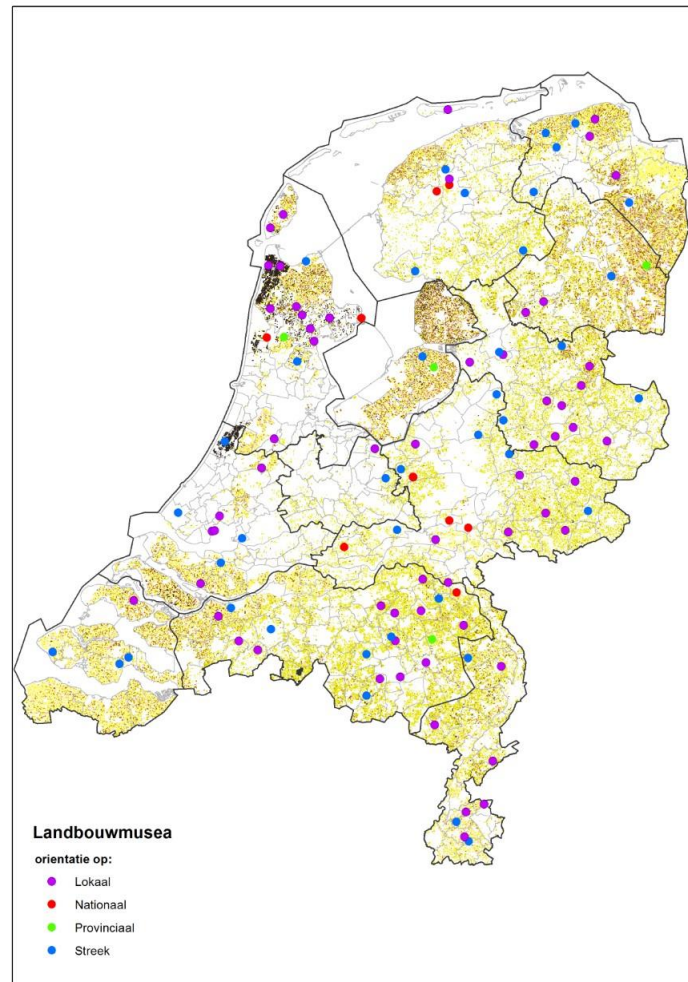 Landbouwmusea
orientatie op:
Lokaal
Nationaal
Provinciaal
Streek